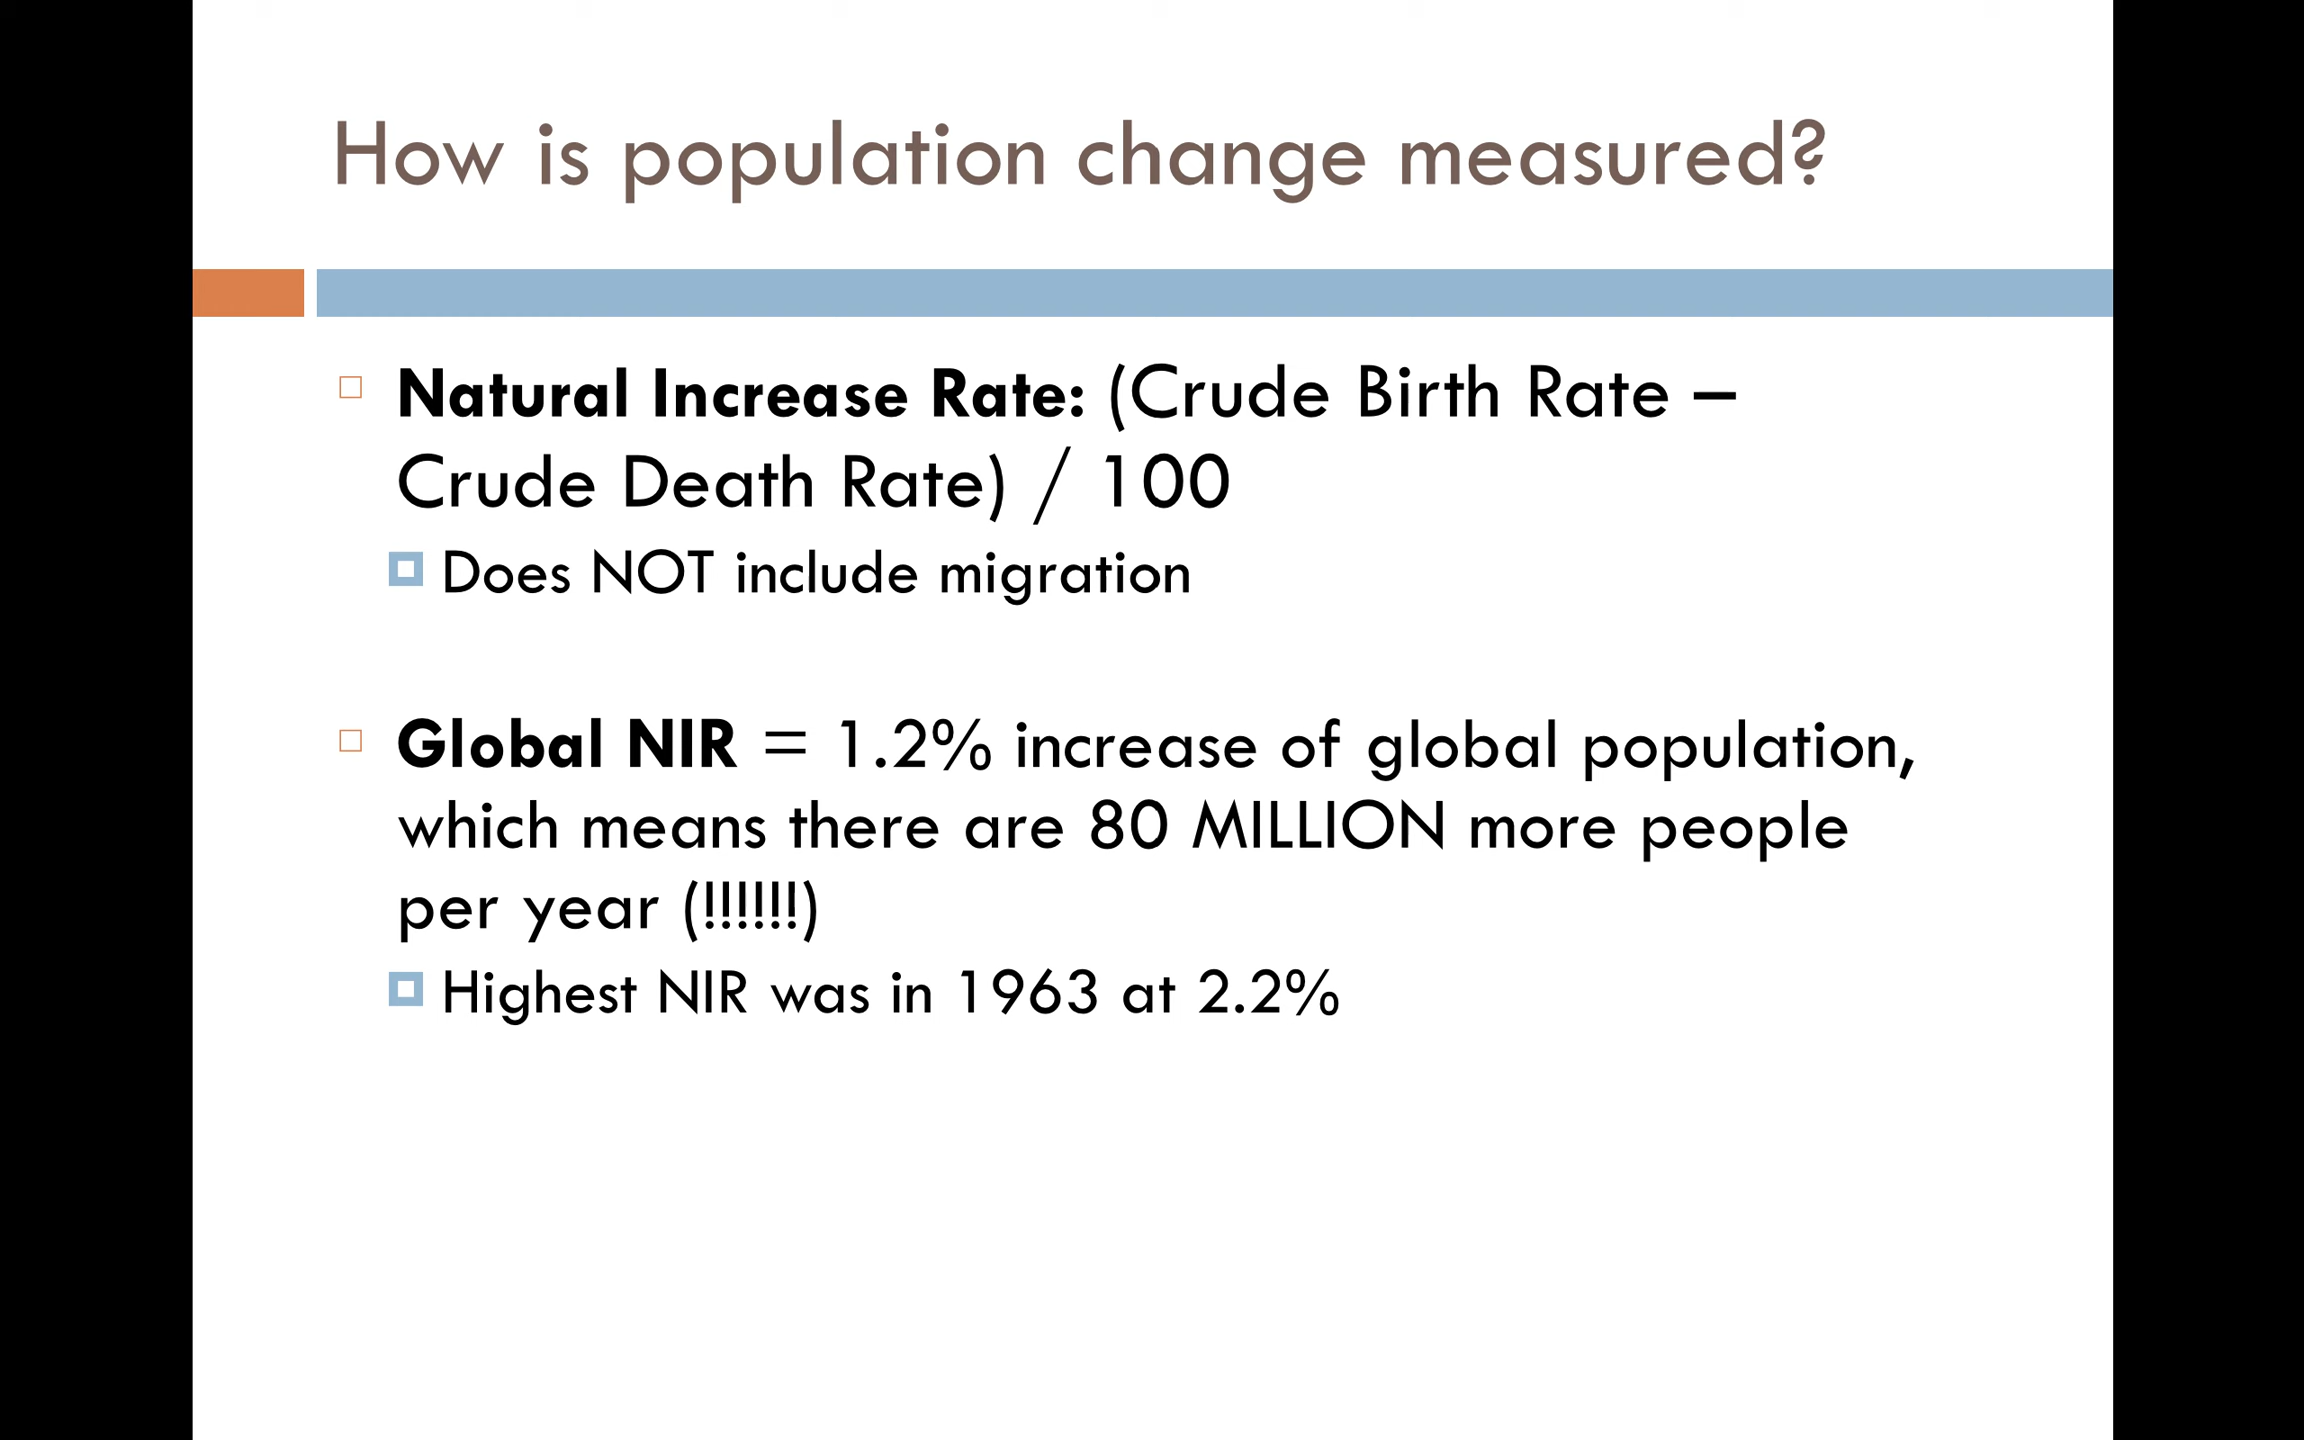 How is population change measured?
Natural Increase Rate: (Crude Birth Rate –
Crude Death Rate) / 100
Does NOT include migration
Global NIR = 1.2% increase of global population,
which means there are 80 MILLION more people
per year (!!!!!!)
Highest NIR was in 1963 at 2.2%